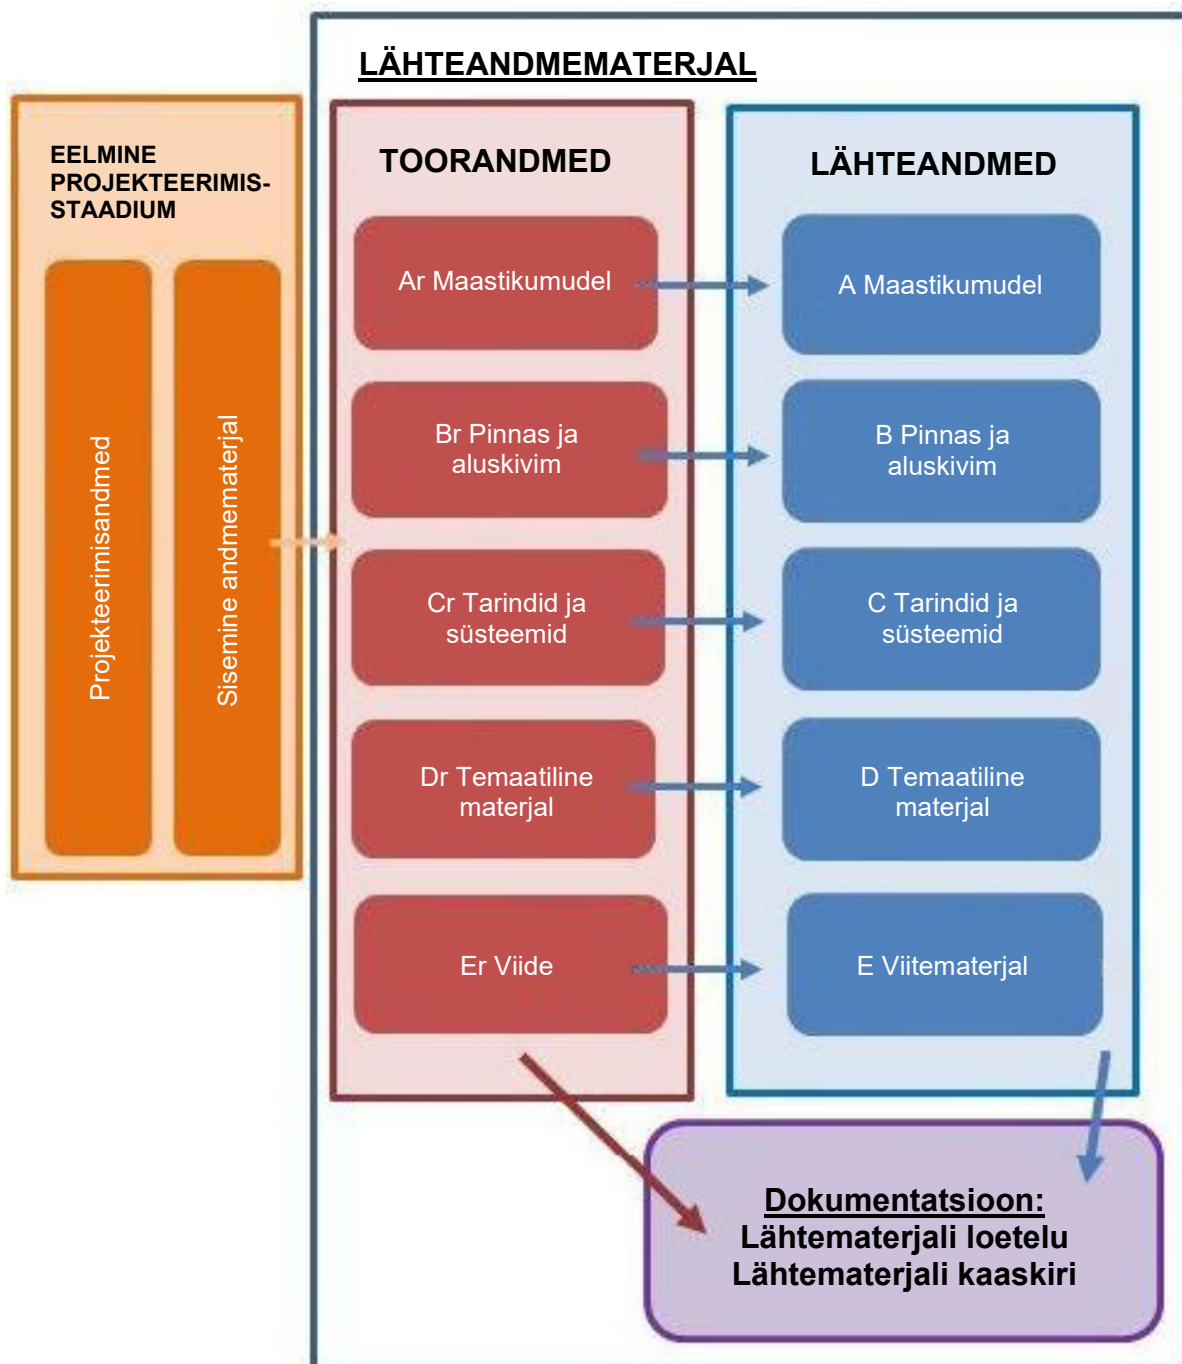 LÄHTEANDMEMATERJAL
EELMINE
PROJEKTEERIMIS-
STAADIUM
Projekteerimisandmed
Sisemine andmematerjal
TOORANDMED
Ar Maastikumudel
Br Pinnas ja
aluskivim
Cr Tarindid ja
süsteemid
Dr Temaatiline
materjal
Er Viide
LÄHTEANDMED
A Maastikumudel
B Pinnas ja
aluskivim
C Tarindid ja
süsteemid
D Temaatiline
materjal
E Viitematerjal
Dokumentatsioon:
Lähtematerjali loetelu
Lähtematerjali kaaskiri